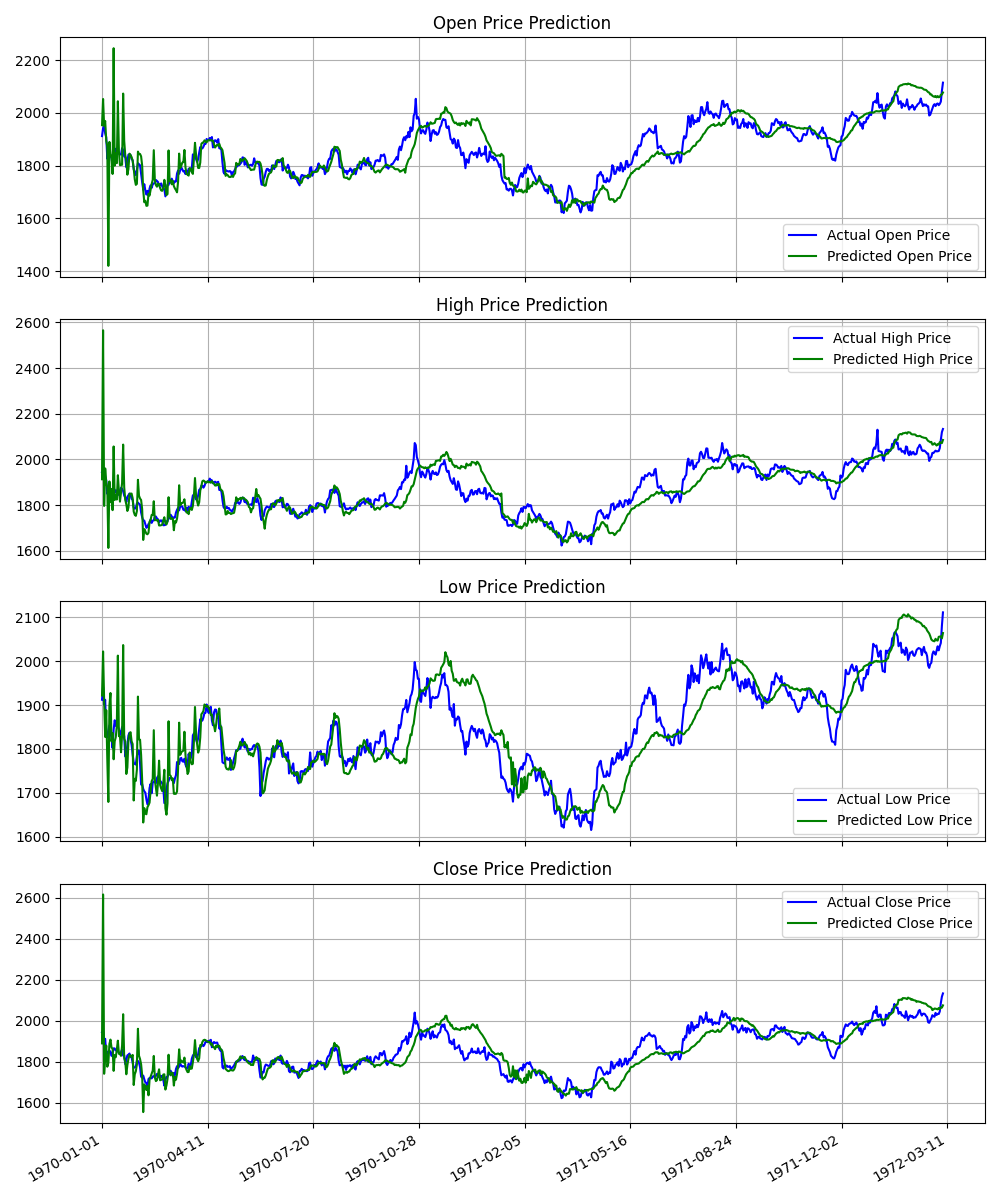 Open Price Prediction
2200
2000
1800
1600
1400
Actual Open Price
Predicted Open Price
High Price Prediction
2600
2400
2200
2000
1800
1600
Actual High Price
Predicted High Price
Low Price Prediction
2100
2000
1900
1800
1700
1600
Actual Low Price
Predicted Low Price
Close Price Prediction
2600
2400
2200
2000
1800
1600
Actual Close Price
Predicted Close Price
1970-01-01
1970-04-11
1970-07-20
1970-10-28
1971-02-05
1971-05-16
1971-08-24
1971-12-02
1972-03-11